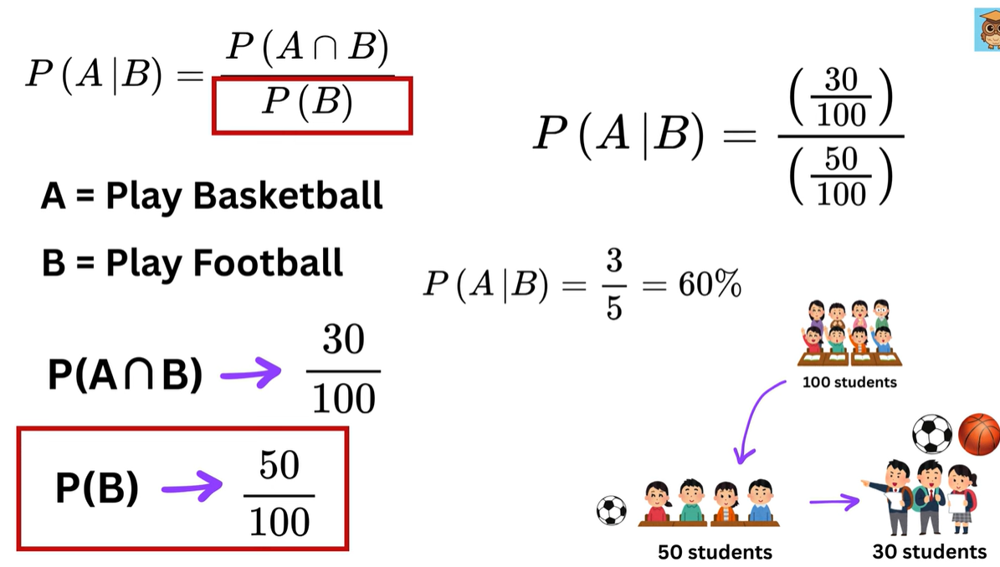 P(A|B) = P(A ∩ B) / P(B)
A = Play Basketball
B = Play Football
P(A∩B) → 30/100
P(B) → 50/100
P(A|B) = (30/100) / (50/100)
P(A|B) = 3/5 = 60%
100 students
50 students
30 students